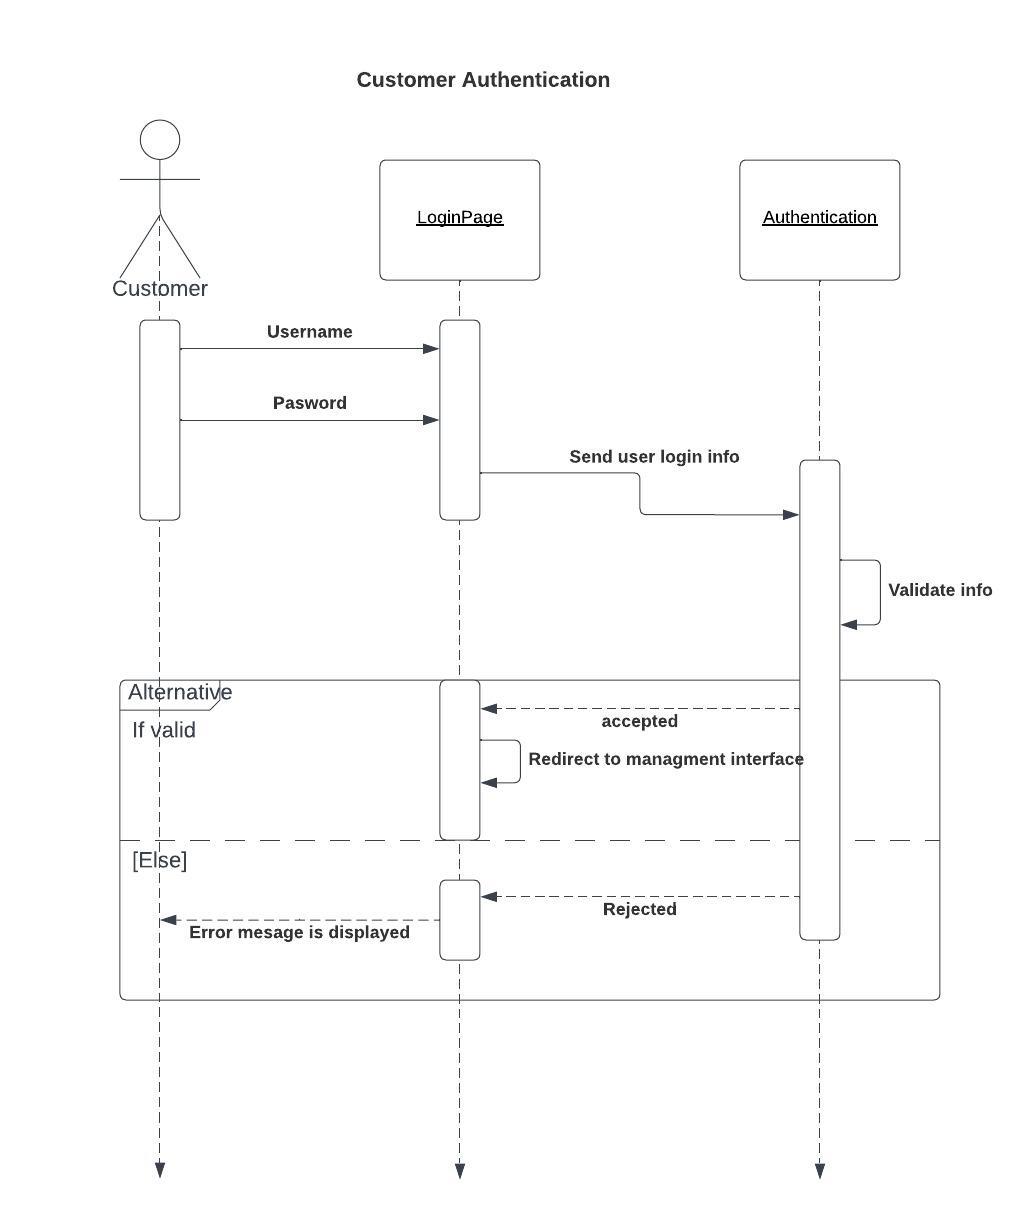 Customer Authentication
LoginPage
Authentication
Customer
Username
Pasword
Send user login info
Validate info
Alternative
If valid
accepted
Redirect to managment interface
[Else]
Rejected
Error mesage is displayed